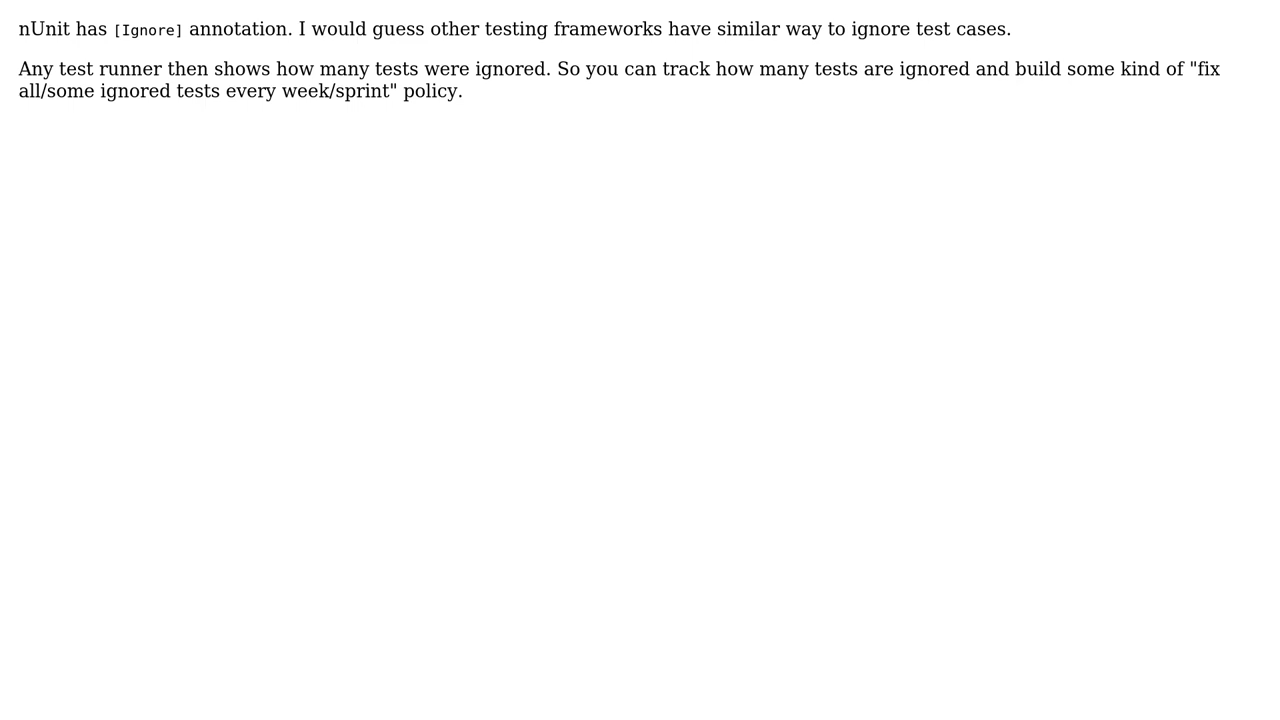 nUnit has [Ignore] annotation. I would guess other testing frameworks have similar way to ignore test cases.
Any test runner then shows how many tests were ignored. So you can track how many tests are ignored and build some kind of "fix
all/some ignored tests every week/sprint" policy.